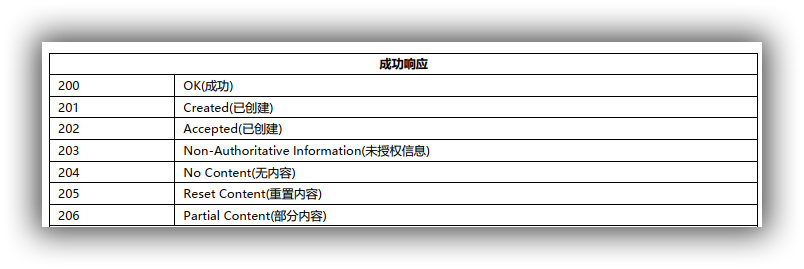 成功响应
200 OK(成功)
201 Created(已创建)
202 Accepted(已创建)
203 Non-Authoritative Information(未授权信息)
204 No Content(无内容)
205 Reset Content(重置内容)
206 Partial Content(部分内容)